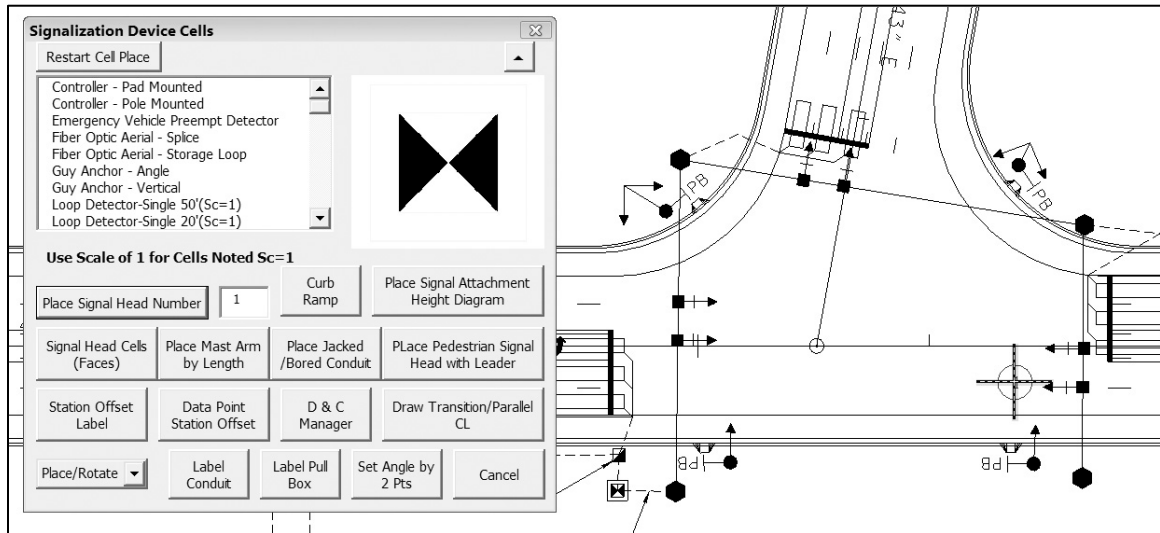 Signalization Device Cells
Restart Cell Place
Controller - Pad Mounted
Controller - Pole Mounted
Emergency Vehicle Preempt Detector
Fiber Optic Aerial - Splice
Fiber Optic Aerial - Storage Loop
Guy Anchor - Angle
Guy Anchor - Vertical
Loop Detector-Single 50'(Sc=1)
Loop Detector-Single 20'(Sc=1)
Use Scale of 1 for Cells Noted Sc=1
Place Signal Head Number
1
Curb
Ramp
Place Signal Attachment
Height Diagram
Signal Head Cells
(Faces)
Place Mast Arm
by Length
Place Jacked
/Bored Conduit
PLace Pedestrian Signal
Head with Leader
Station Offset
Label
Data Point
Station Offset
D & C
Manager
Draw Transition/Parallel
CL
Place/Rotate
Label
Conduit
Label Pull
Box
Set Angle by
2 Pts
Cancel
43" E
PB
PB
PB
PB